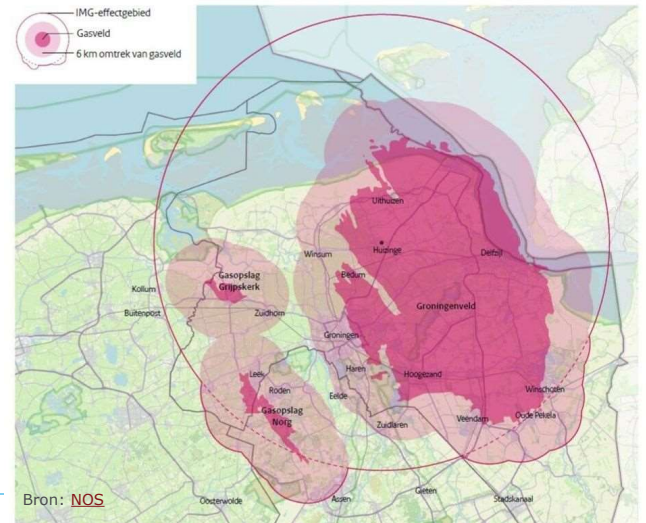 IMG-effectgebied
Gasveld
6 km omtrek van gasveld
Uithuizen
Huizinge
Winsum
Delfzijl
Bedum
Gasopslag
Grijpskerk
Kollum
Buitenpost
Zuidhorn
Groningenveld
Groningen
Haren
Hoogezand
Leek
Roden
Eelde
Winschoten
Gasopslag
Norg
Zuidlaren
Veendam
Oude Pekela
Oosterwolde
Assen
Gieten
Stadskanaal
Bron: NOS